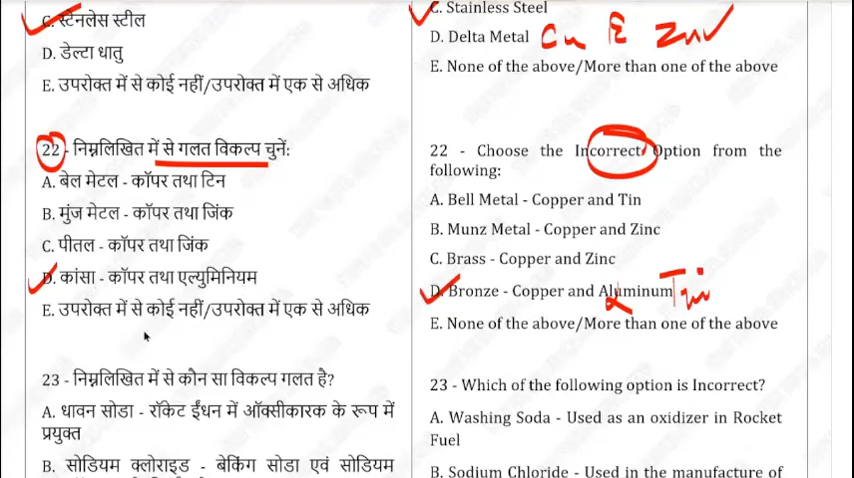 C. स्टेनलेस स्टील
D. डेल्टा धातु
E. उपरोक्त में से कोई नहीं/उपरोक्त में एक से अधिक
22 - निम्नलिखित में से गलत विकल्प चुनें:
A. बेल मेटल - कॉपर तथा टिन
B. मुंज मेटल - कॉपर तथा जिंक
C. पीतल - कॉपर तथा जिंक
D. कांसा - कॉपर तथा एल्युमिनियम
E. उपरोक्त में से कोई नहीं/उपरोक्त में एक से अधिक
23 - निम्नलिखित में से कौन सा विकल्प गलत है?
A. धावन सोडा - रॉकेट ईंधन में ऑक्सीकारक के रूप में
प्रयुक्त
B. सोडियम क्लोराइड - बेकिंग सोडा एवं सोडियम
C. Stainless Steel
D. Delta Metal Cu
E. None of the above/More than one of the above
22 - Choose the Incorrect Option from the
following:
A. Bell Metal - Copper and Tin
B. Munz Metal - Copper and Zinc
C. Brass - Copper and Zinc
D. Bronze - Copper and Aluminum Tin
E. None of the above/More than one of the above
23 - Which of the following option is Incorrect?
A. Washing Soda - Used as an oxidizer in Rocket
Fuel
B. Sodium Chloride - Used in the manufacture of